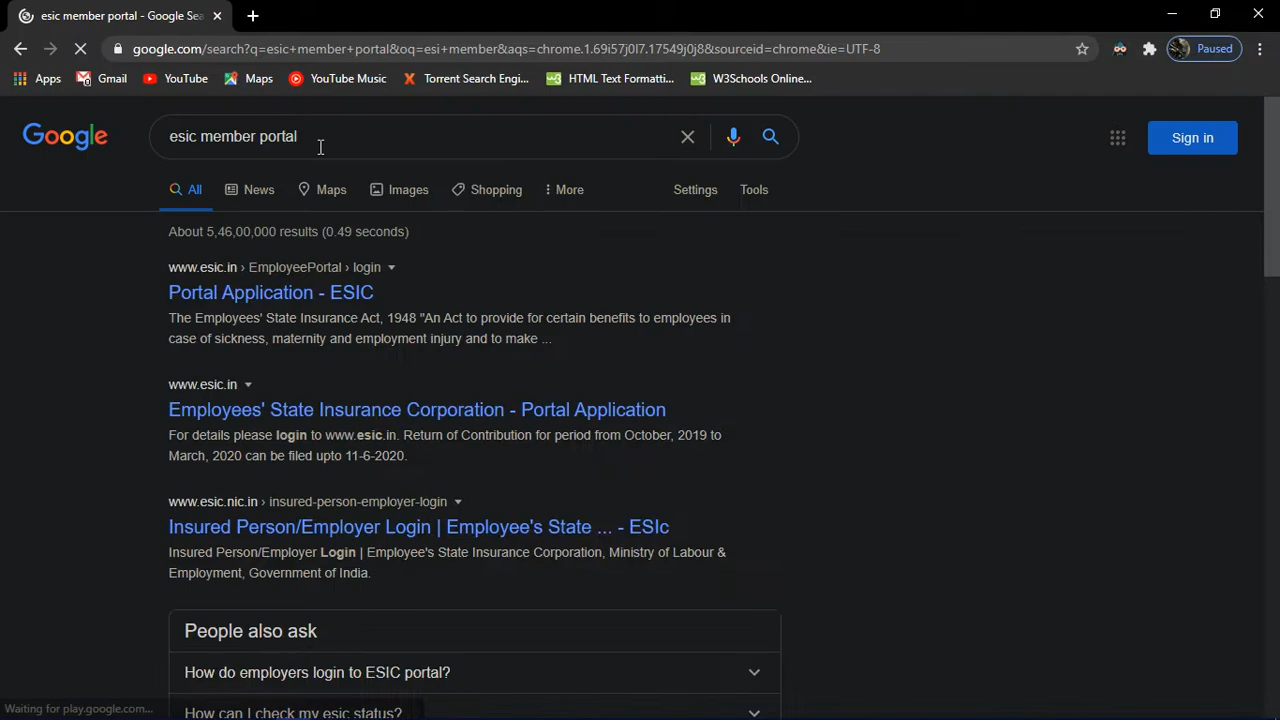 esic member portal - Google Sea
google.com/search?q=esic+member+portal&oq=esi+member&aqs=chrome.1.69i57j0l7.17549j0j8&sourceid=chrome&ie=UTF-8
Paused
Apps Gmail YouTube Maps YouTube Music Torrent Search Engi... HTML Text Formatti... W3Schools Online...
Google
esic member portal
Sign in
All News Maps Images Shopping More Settings Tools
About 5,46,00,000 results (0.49 seconds)
www.esic.in › EmployeePortal › login
Portal Application - ESIC
The Employees' State Insurance Act, 1948 "An Act to provide for certain benefits to employees in
case of sickness, maternity and employment injury and to make ...
www.esic.in
Employees' State Insurance Corporation - Portal Application
For details please login to www.esic.in. Return of Contribution for period from October, 2019 to
March, 2020 can be filed upto 11-6-2020.
www.esic.nic.in › insured-person-employer-login
Insured Person/Employer Login | Employee's State ... - ESIc
Insured Person/Employer Login | Employee's State Insurance Corporation, Ministry of Labour &
Employment, Government of India.
People also ask
How do employers login to ESIC portal?
How can I check my esic status?
Waiting for play.google.com...